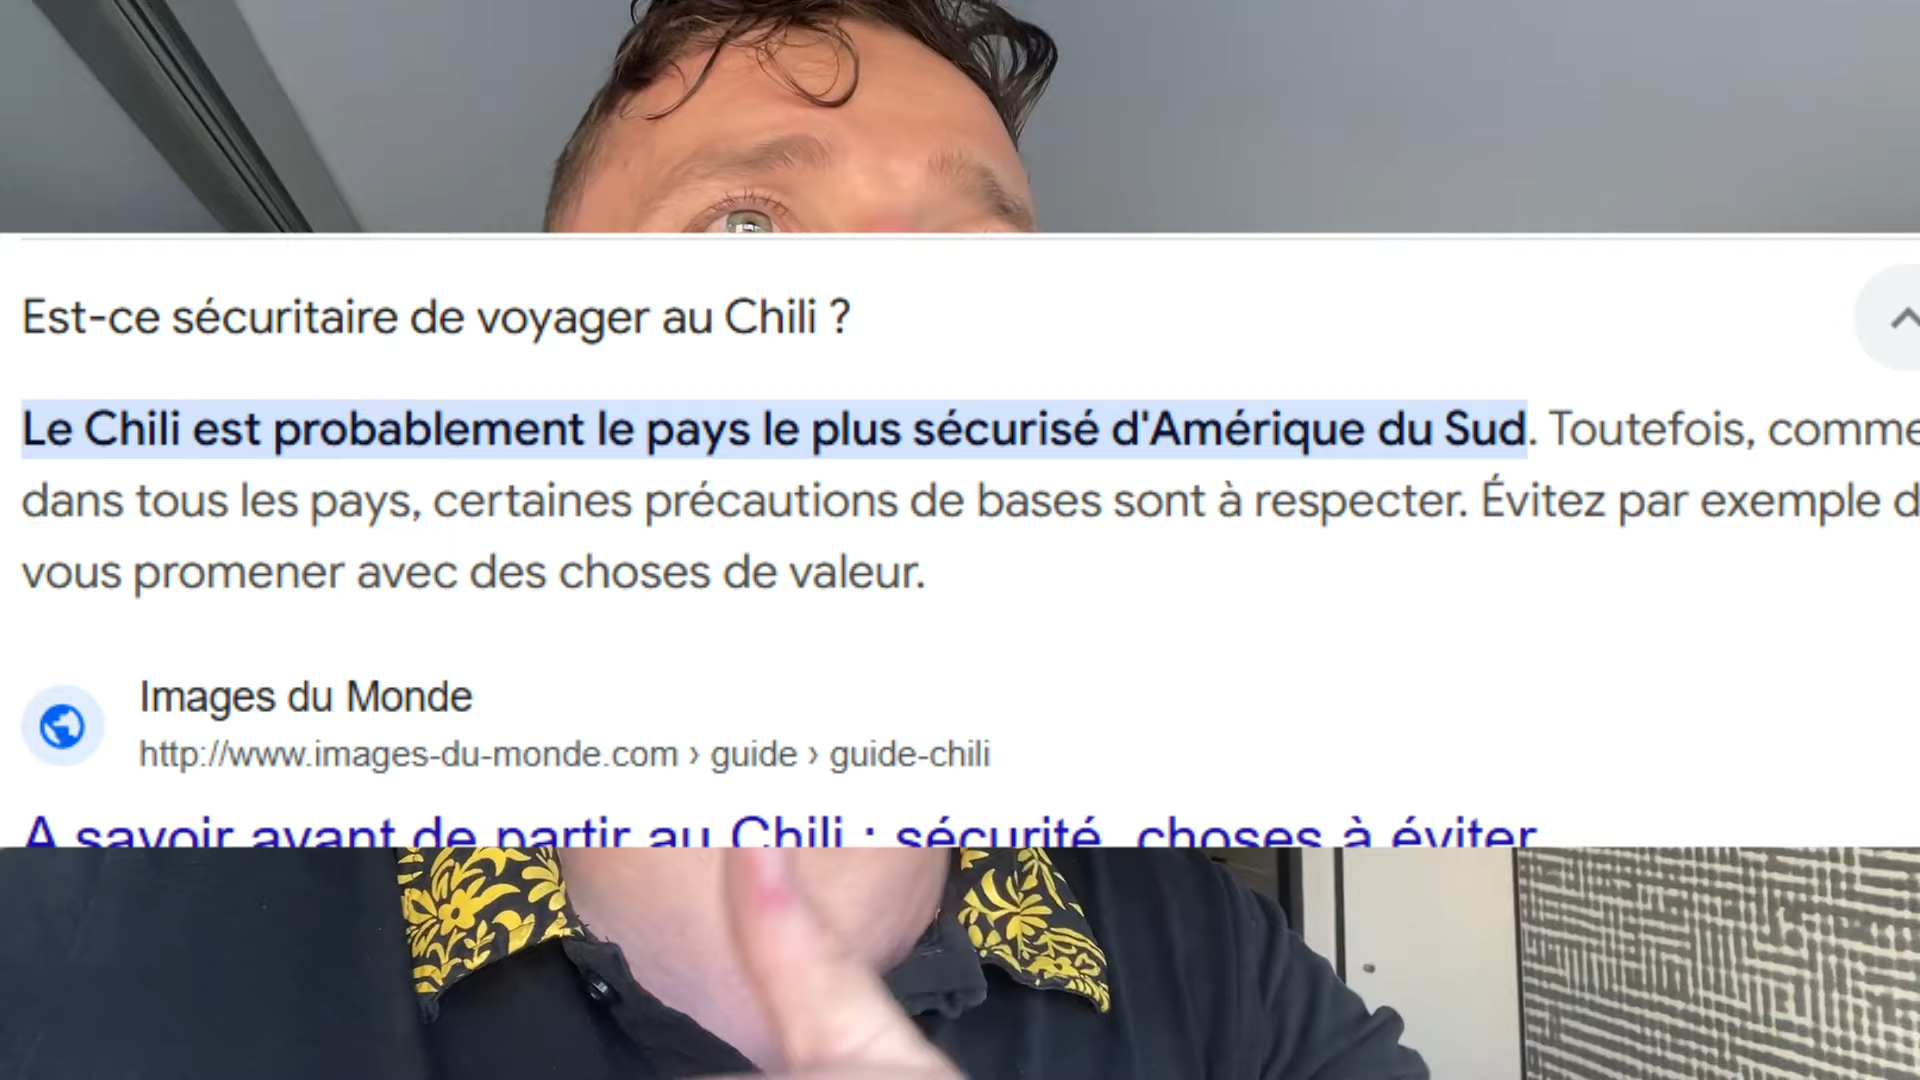 Est-ce sécuritaire de voyager au Chili ?
Le Chili est probablement le pays le plus sécurisé d'Amérique du Sud. Toutefois, comme
dans tous les pays, certaines précautions de bases sont à respecter. Évitez par exemple d
vous promener avec des choses de valeur.
Images du Monde
http://www.images-du-monde.com › guide › guide-chili
A savoir avant de partir au Chili : sécurité, choses à éviter